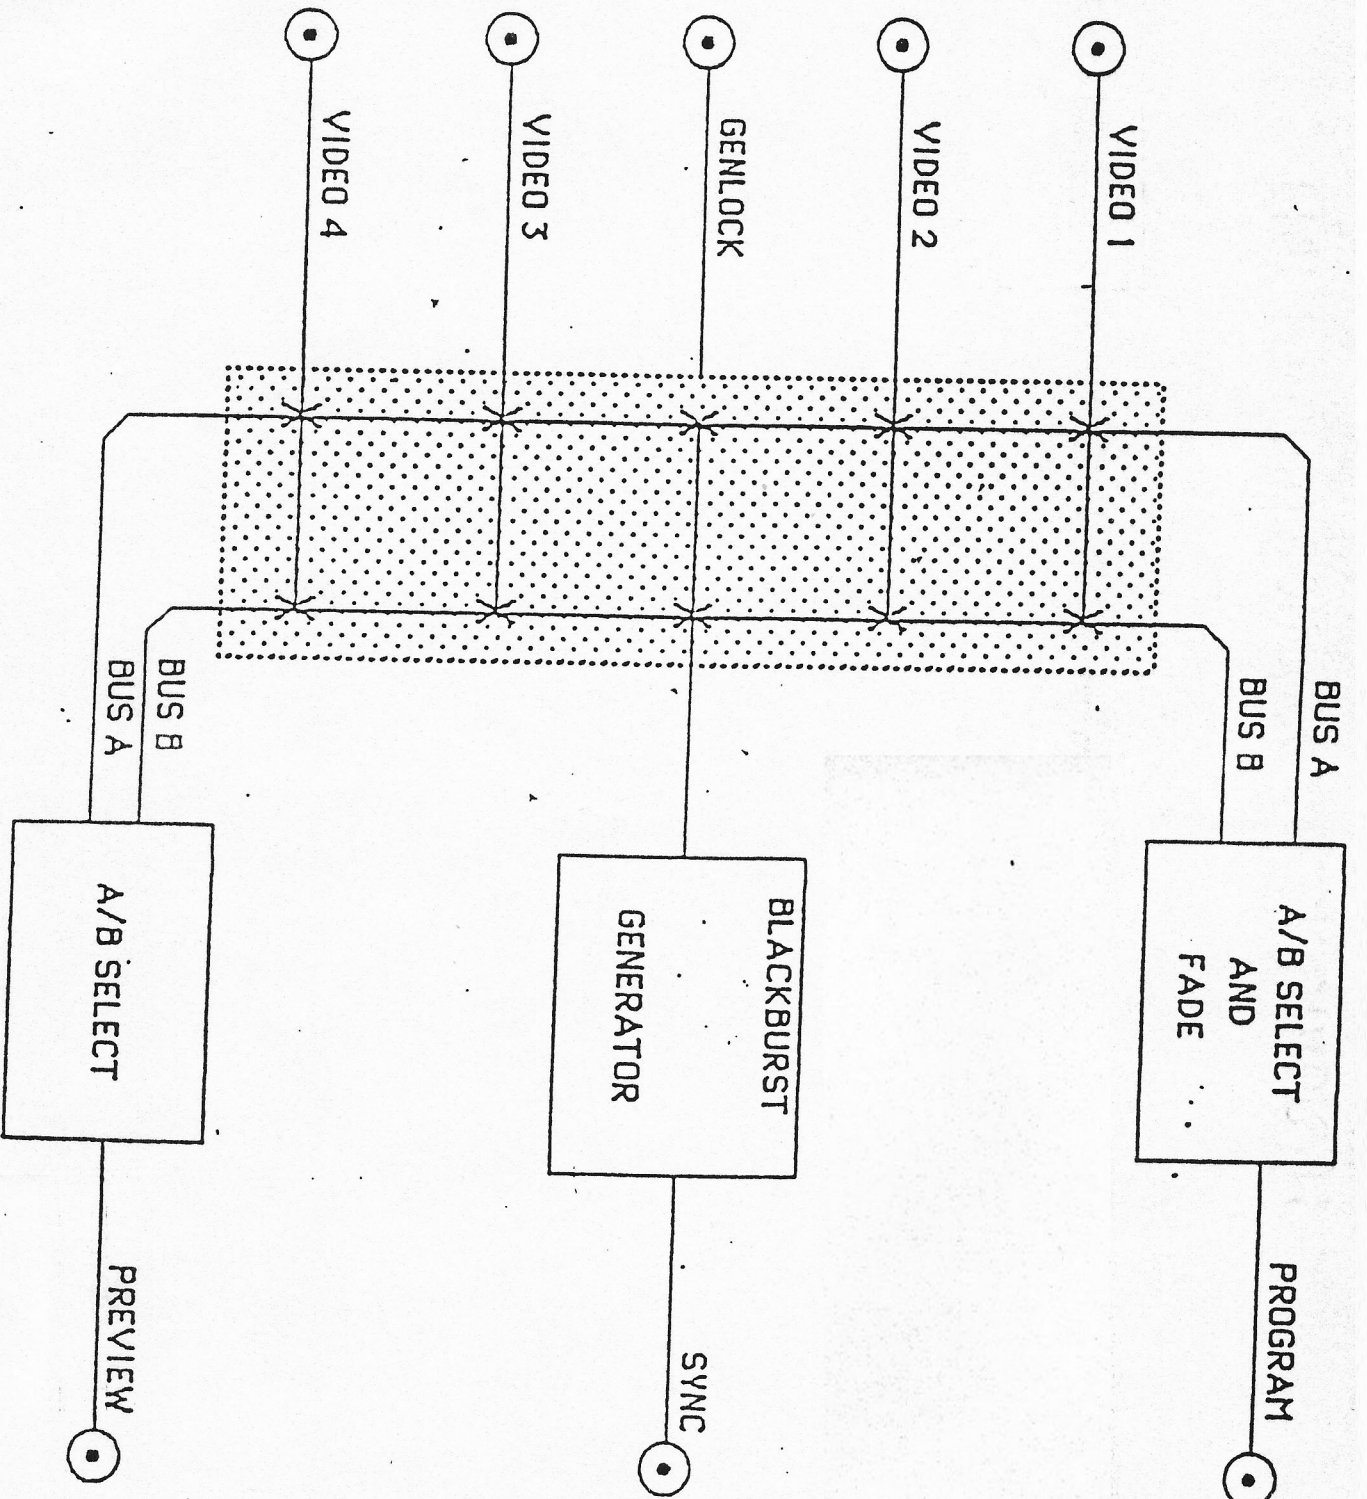 VIDEO 1
VIDEO 2
GENLOCK
VIDEO 3
VIDEO 4
BUS A
BUS B
BUS B
BUS A
A/B SELECT
AND
FADE
BLACKBURST
GENERATOR
A/B SELECT
PROGRAM
SYNC
PREVIEW